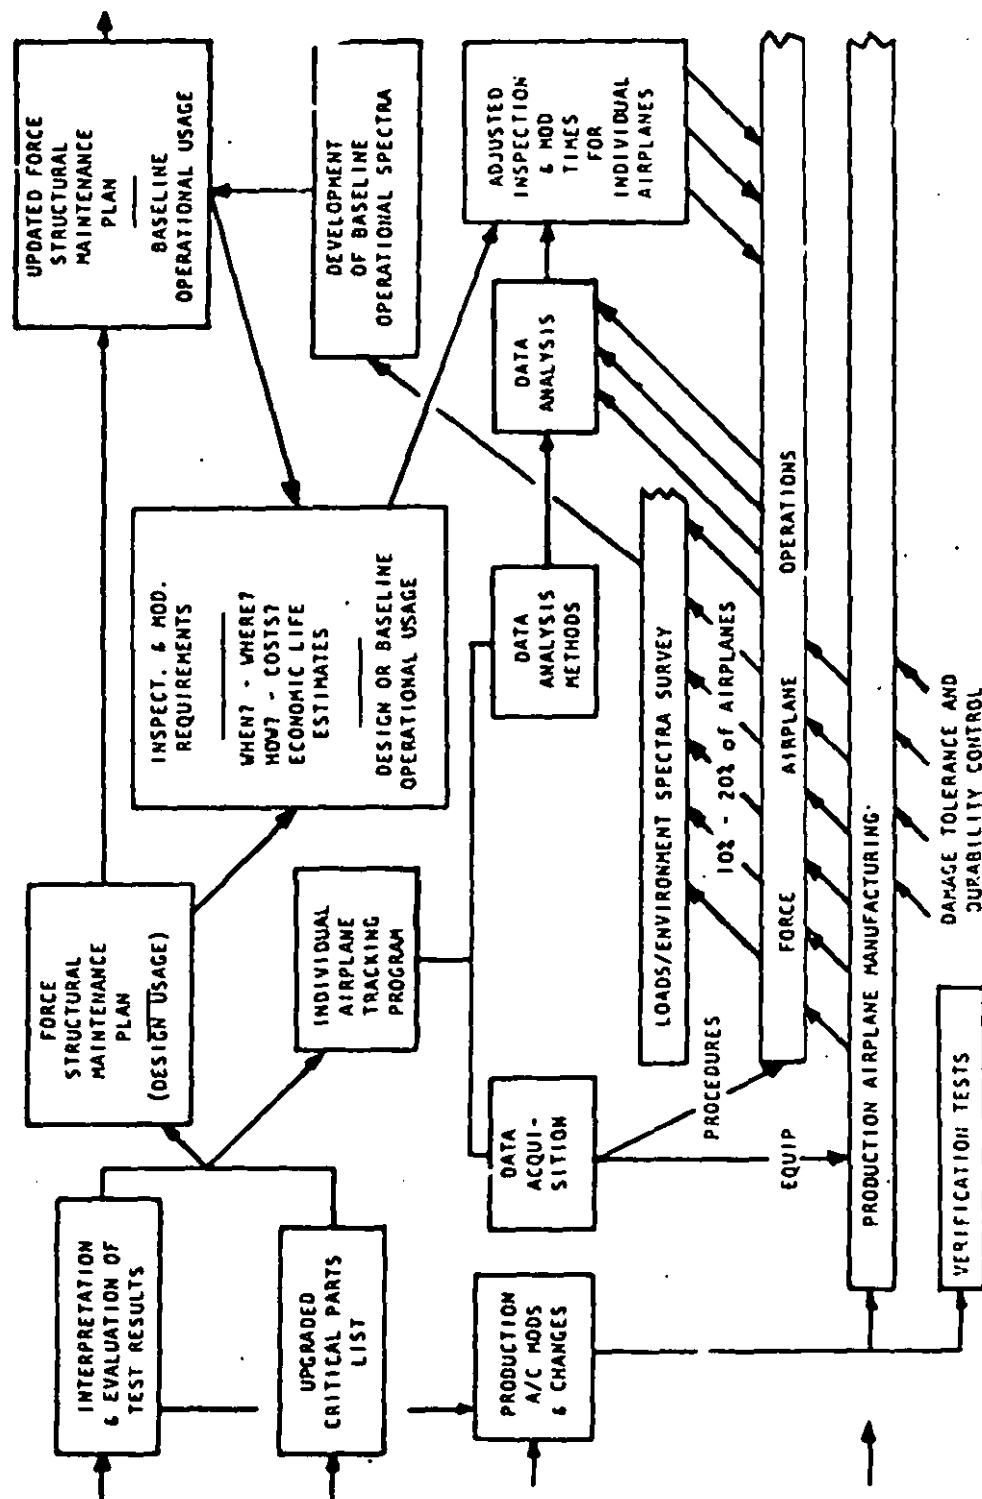 INTERPRETATION
& EVALUATION OF
TEST RESULTS
UPGRADED
CRITICAL PARTS
LIST
PRODUCTION
A/C MODS
& CHANGES
FORCE
STRUCTURAL
MAINTENANCE
PLAN
(DESIGN USAGE)
INDIVIDUAL
AIRPLANE
TRACKING
PROGRAM
DATA
ACQUI-
SITION
PROCEDURES
EQUIP
INSPECT. & MOD.
REQUIREMENTS
WHEN? - WHERE?
HOW? - COSTS?
ECONOMIC LIFE
ESTIMATES
DESIGN OR BASELINE
OPERATIONAL USAGE
DATA
ANALYSIS
METHODS
DATA
ANALYSIS
UPDATED FORCE
STRUCTURAL
MAINTENANCE
PLAN
BASELINE
OPERATIONAL USAGE
DEVELOPMENT
OF BASELINE
OPERATIONAL SPECTRA
ADJUSTED
INSPECTION
& MOD
TIMES
FOR
INDIVIDUAL
AIRPLANES
LOADS/ENVIRONMENT SPECTRA SURVEY
10% - 20% of AIRPLANES
FORCE AIRPLANE OPERATIONS
PRODUCTION AIRPLANE MANUFACTURING
VERIFICATION TESTS
DAMAGE TOLERANCE AND
DURABILITY CONTROL